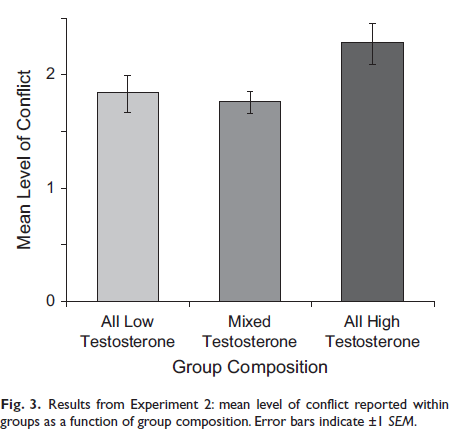 2
1
0
Mean Level of Conflict
All Low
Testosterone
Mixed
Testosterone
All High
Testosterone
Group Composition
Fig. 3. Results from Experiment 2: mean level of conflict reported within
groups as a function of group composition. Error bars indicate ±1 SEM.